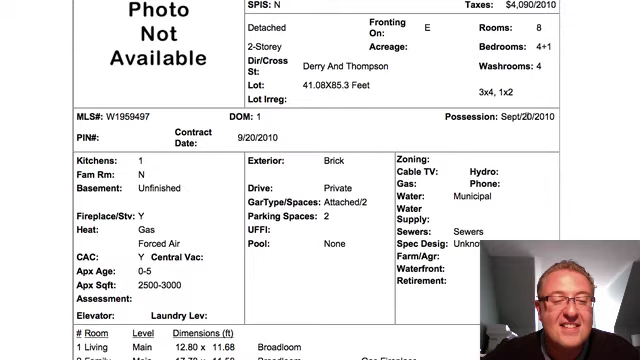 Photo
Not
Available
SPIS: N Taxes: $4,090/2010
Detached Fronting On: E Rooms: 8
2-Storey Acreage: Bedrooms: 4+1
Dir/Cross St: Derry And Thompson Washrooms: 4
Lot: 41.08X85.3 Feet
Lot Irreg: 3x4, 1x2
MLS#: W1959497 DOM: 1 Possession: Sept/20/2010
PIN#: Contract Date: 9/20/2010
Kitchens: 1
Fam Rm: N
Basement: Unfinished
Fireplace/Stv: Y
Heat: Gas
Forced Air
CAC: Y Central Vac:
Apx Age: 0-5
Apx Sqft: 2500-3000
Assessment:
Elevator: Laundry Lev:
Exterior: Brick
Drive: Private
GarType/Spaces: Attached/2
Parking Spaces: 2
UFFI:
Pool: None
Zoning:
Cable TV: Hydro:
Gas: Phone:
Water: Municipal
Water
Supply:
Sewers: Sewers
Spec Desig:
Farm/Agr:
Waterfront:
Retirement:
# Room Level Dimensions (ft)
1 Living Main 12.80 x 11.68 Broadloom